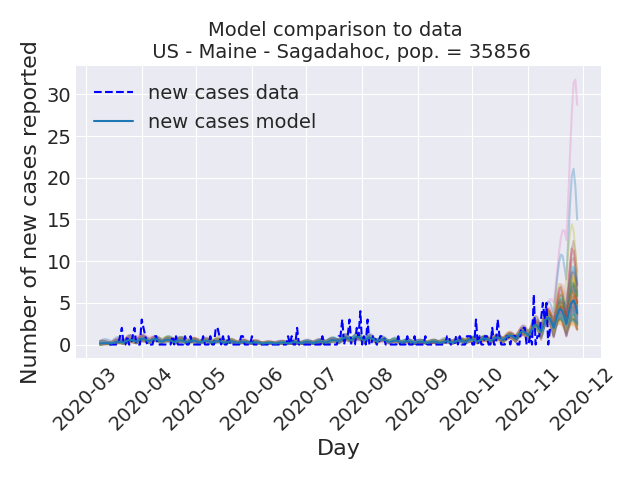 Model comparison to data
US - Maine - Sagadahoc, pop. = 35856
Number of new cases reported
30
25
20
15
10
5
0
new cases data
new cases model
2020-03
2020-04
2020-05
2020-06
2020-07
2020-08
2020-09
2020-10
2020-11
2020-12
Day